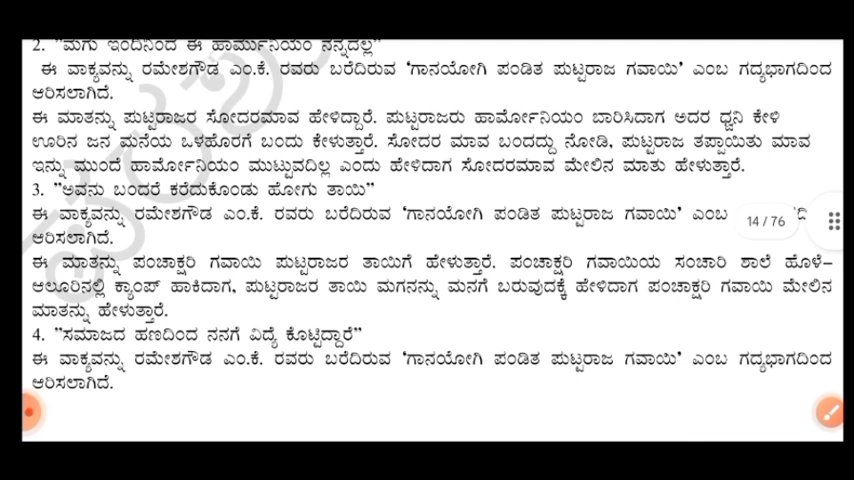 2. "ಮಗು ಇಂದಿನಿಂದ ಈ ಹಾರ್ಮುನಿಯಂ ನನ್ನದಲ್ಲ"
ಈ ವಾಕ್ಯವನ್ನು ರಮೇಶಗೌಡ ಎಂ.ಕೆ. ರವರು ಬರೆದಿರುವ 'ಗಾನಯೋಗಿ ಪಂಡಿತ ಪುಟ್ಟರಾಜ ಗವಾಯಿ' ಎಂಬ ಗದ್ಯಭಾಗದಿಂದ
ಆರಿಸಲಾಗಿದೆ.
ಈ ಮಾತನ್ನು ಪುಟ್ಟರಾಜರ ಸೋದರಮಾವ ಹೇಳಿದ್ದಾರೆ. ಪುಟ್ಟರಾಜರು ಹಾರ್ಮೋನಿಯಂ ಬಾರಿಸಿದಾಗ ಅದರ ಧ್ವನಿ ಕೇಳಿ
ಊರಿನ ಜನ ಮನೆಯ ಒಳಹೊರಗೆ ಬಂದು ಕೇಳುತ್ತಾರೆ. ಸೋದರ ಮಾವ ಬಂದದ್ದು ನೋಡಿ, ಪುಟ್ಟರಾಜ ತಪ್ಪಾಯಿತು ಮಾವ
ಇನ್ನು ಮುಂದೆ ಹಾರ್ಮೋನಿಯಂ ಮುಟ್ಟುವದಿಲ್ಲ ಎಂದು ಹೇಳಿದಾಗ ಸೋದರಮಾವ ಮೇಲಿನ ಮಾತು ಹೇಳುತ್ತಾರೆ.
3. "ಅವನು ಬಂದರೆ ಕರೆದುಕೊಂಡು ಹೋಗು ತಾಯಿ"
ಈ ವಾಕ್ಯವನ್ನು ರಮೇಶಗೌಡ ಎಂ.ಕೆ. ರವರು ಬರೆದಿರುವ 'ಗಾನಯೋಗಿ ಪಂಡಿತ ಪುಟ್ಟರಾಜ ಗವಾಯಿ' ಎಂಬ 14 / 76
ಆರಿಸಲಾಗಿದೆ.
ಈ ಮಾತನ್ನು ಪಂಚಾಕ್ಷರಿ ಗವಾಯಿ ಪುಟ್ಟರಾಜರ ತಾಯಿಗೆ ಹೇಳುತ್ತಾರೆ. ಪಂಚಾಕ್ಷರಿ ಗವಾಯಿಯ ಸಂಚಾರಿ ಶಾಲೆ ಹೊಳೆ-
ಆಲೂರಿನಲ್ಲಿ ಕ್ಯಾಂಪ್ ಹಾಕಿದಾಗ, ಪುಟ್ಟರಾಜರ ತಾಯಿ ಮಗನನ್ನು ಮನಗೆ ಬರುವುದಕ್ಕೆ ಹೇಳಿದಾಗ ಪಂಚಾಕ್ಷರಿ ಗವಾಯಿ ಮೇಲಿನ
ಮಾತನ್ನು ಹೇಳುತ್ತಾರೆ.
4. "ಸಮಾಜದ ಹಣದಿಂದ ನನಗೆ ವಿದ್ಯೆ ಕೊಟ್ಟಿದ್ದಾರೆ"
ಈ ವಾಕ್ಯವನ್ನು ರಮೇಶಗೌಡ ಎಂ.ಕೆ. ರವರು ಬರೆದಿರುವ 'ಗಾನಯೋಗಿ ಪಂಡಿತ ಪುಟ್ಟರಾಜ ಗವಾಯಿ' ಎಂಬ ಗದ್ಯಭಾಗದಿಂದ
ಆರಿಸಲಾಗಿದೆ.